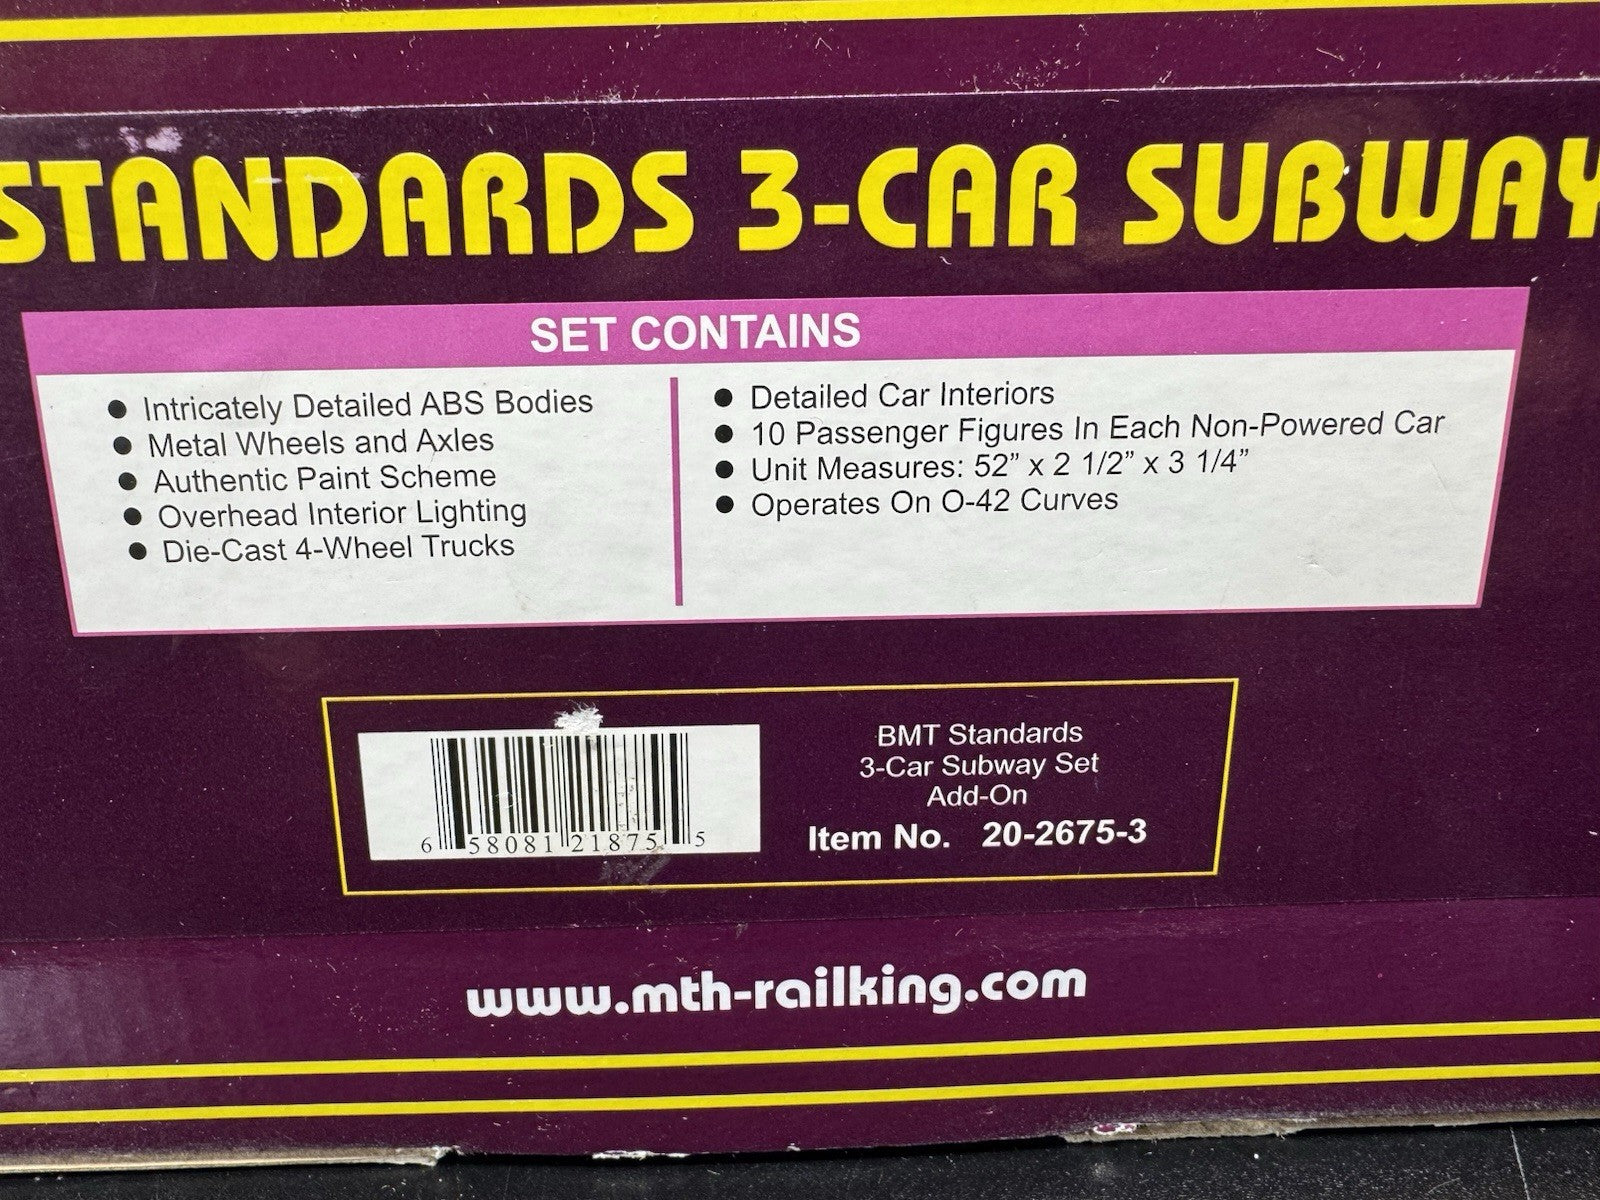 STANDARDS 3-CAR SUBWAY
SET CONTAINS
● Intricately Detailed ABS Bodies
● Metal Wheels and Axles
● Authentic Paint Scheme
● Overhead Interior Lighting
● Die-Cast 4-Wheel Trucks
● Detailed Car Interiors
● 10 Passenger Figures In Each Non-Powered Car
● Unit Measures: 52” x 2 1/2” x 3 1/4”
● Operates On O-42 Curves
6 58081 21875 5
BMT Standards
3-Car Subway Set
Add-On
Item No. 20-2675-3
www.mth-railking.com